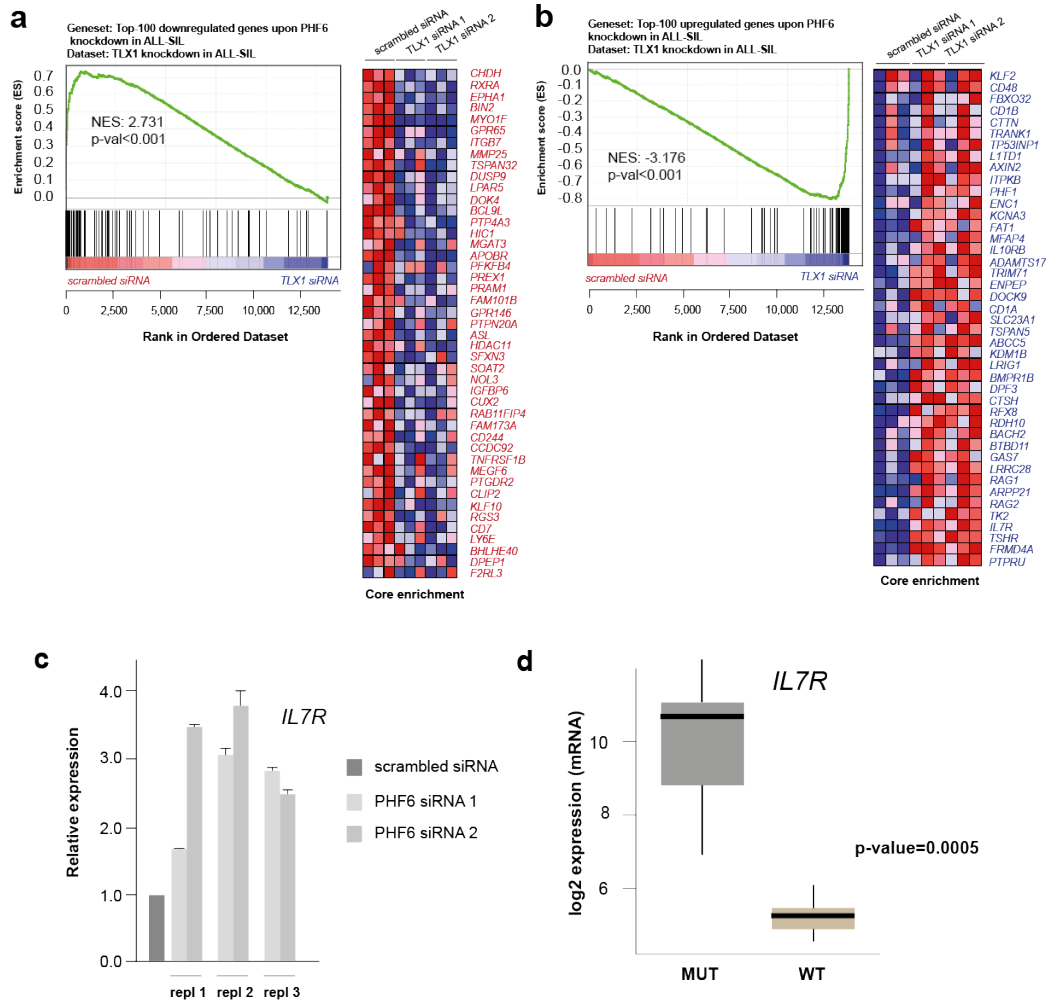 a
Geneset: Top-100 downregulated genes upon PHF6
knockdown in ALL-SIL
Dataset: TLX1 knockdown in ALL-SIL
scrambled siRNA
TLX1 siRNA 1
TLX1 siRNA 2
Enrichment score (ES)
0.7
0.6
0.5
0.4
0.3
0.2
0.1
0.0
NES: 2.731
p-val<0.001
scrambled siRNA
TLX1 siRNA
0
2,500
5,000
7,500
10,000
12,500
Rank in Ordered Dataset
CHDH
RXRA
EPHA1
BIN2
MYO1F
GPR65
ITGB7
MMP25
TSPAN32
DUSP9
LPAR5
DOK4
BCL9L
PTP4A3
HIC1
MGAT3
APOBR
PFKFB4
PREX1
PRAM1
FAM101B
GPR146
PTPN20A
ASL
HDAC11
SFXN3
SOAT2
NOL3
IGFBP6
CUX2
RAB11FIP4
FAM173A
CD244
CCDC92
TNFRSF1B
MEGF6
PTGDR2
CLIP2
KLF10
RGS3
CD7
LY6E
BHLHE40
DPEP1
F2RL3
Core enrichment
b
Geneset: Top-100 upregulated genes upon PHF6
knockdown in ALL-SIL
Dataset: TLX1 knockdown in ALL-SIL
scrambled siRNA
TLX1 siRNA 1
TLX1 siRNA 2
Enrichment score (ES)
0.0
-0.1
-0.2
-0.3
-0.4
-0.5
-0.6
-0.7
-0.8
NES: -3.176
p-val<0.001
scrambled siRNA
TLX1 siRNA
0
2,500
5,000
7,500
10,000
12,500
Rank in Ordered Dataset
KLF2
CD48
FBXO32
CD1B
CTTN
TRANK1
TP53INP1
L1TD1
AXIN2
ITPKB
PHF1
ENC1
KCNA3
FAT1
MFAP4
IL10RB
ADAMTS17
TRIM71
ENPEP
DOCK9
CD1A
SLC23A1
TSPAN5
ABCC5
KDM1B
LRIG1
BMPR1B
DPF3
CTSH
RFX8
RDH10
BACH2
BTBD11
GAS7
LRRC28
RAG1
ARPP21
RAG2
TK2
IL7R
TSHR
FRMD4A
PTPRU
Core enrichment
c
Relative expression
4.0
3.0
2.0
1.0
0.0
IL7R
repl 1
repl 2
repl 3
scrambled siRNA
PHF6 siRNA 1
PHF6 siRNA 2
d
IL7R
log2 expression (mRNA)
10
8
6
p-value=0.0005
MUT
WT